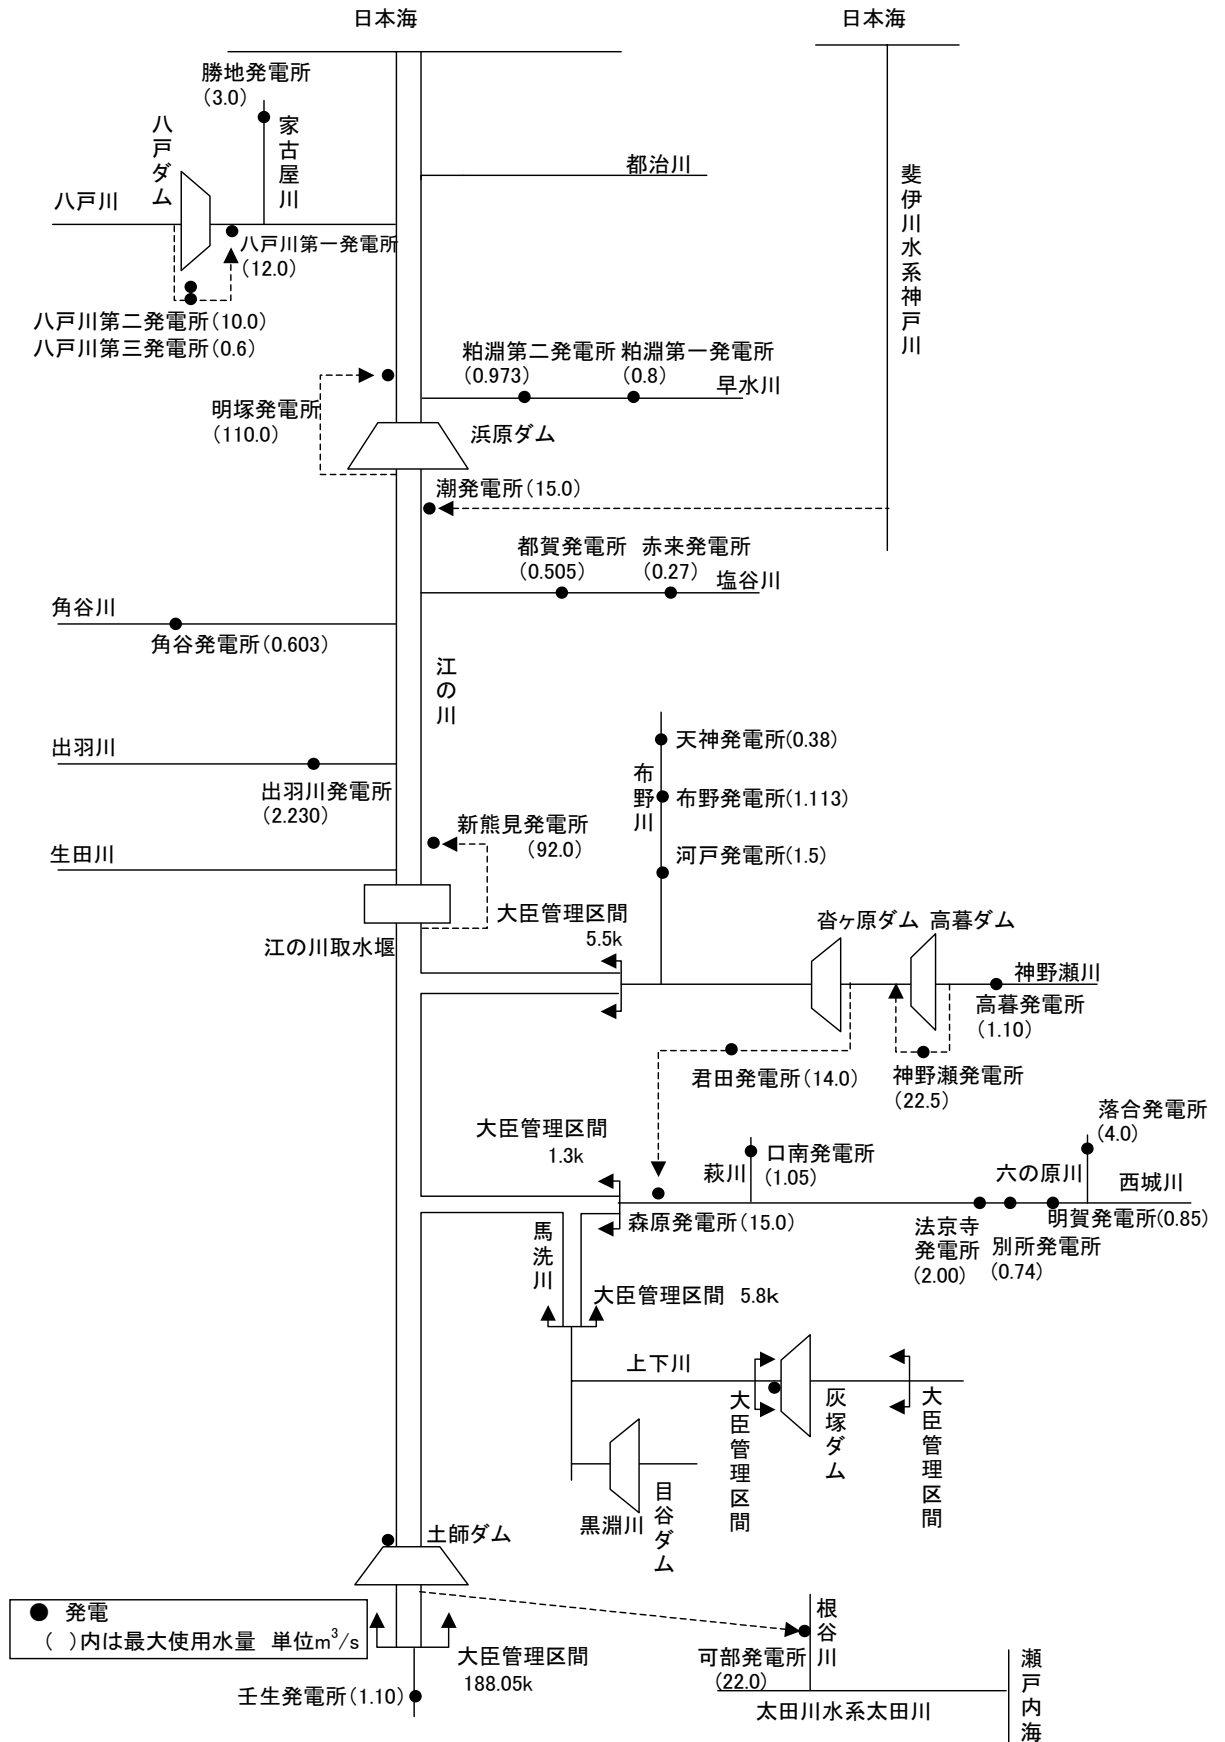 日本海
日本海
勝地発電所
(3.0)
家古屋川
八戸ダム
都治川
斐伊川水系神戸川
八戸川
八戸川第一発電所
(12.0)
八戸川第二発電所(10.0)
八戸川第三発電所(0.6)
粕淵第二発電所
(0.973)
粕淵第一発電所
(0.8)
早水川
明塚発電所
(110.0)
浜原ダム
潮発電所(15.0)
都賀発電所
(0.505)
赤来発電所
(0.27)
塩谷川
角谷川
角谷発電所(0.603)
江の川
出羽川
出羽川発電所
(2.230)
天神発電所(0.38)
布野川
布野発電所(1.113)
新熊見発電所
(92.0)
河戸発電所(1.5)
生田川
大臣管理区間
5.5k
沓ヶ原ダム
高暮ダム
江の川取水堰
神野瀬川
高暮発電所
(1.10)
君田発電所(14.0)
神野瀬発電所
(22.5)
大臣管理区間
1.3k
落合発電所
(4.0)
萩川
口南発電所
(1.05)
六の原川
西城川
森原発電所(15.0)
法京寺
発電所
(2.00)
別所発電所
(0.74)
明賀発電所(0.85)
馬洗川
大臣管理区間 5.8k
上下川
大臣管理区間
灰塚ダム
大臣管理区間
黒淵川
目谷ダム
土師ダム
● 発電
( )内は最大使用水量 単位m³/s
大臣管理区間
188.05k
壬生発電所(1.10)
根谷川
可部発電所
(22.0)
太田川水系太田川
瀬戸内海